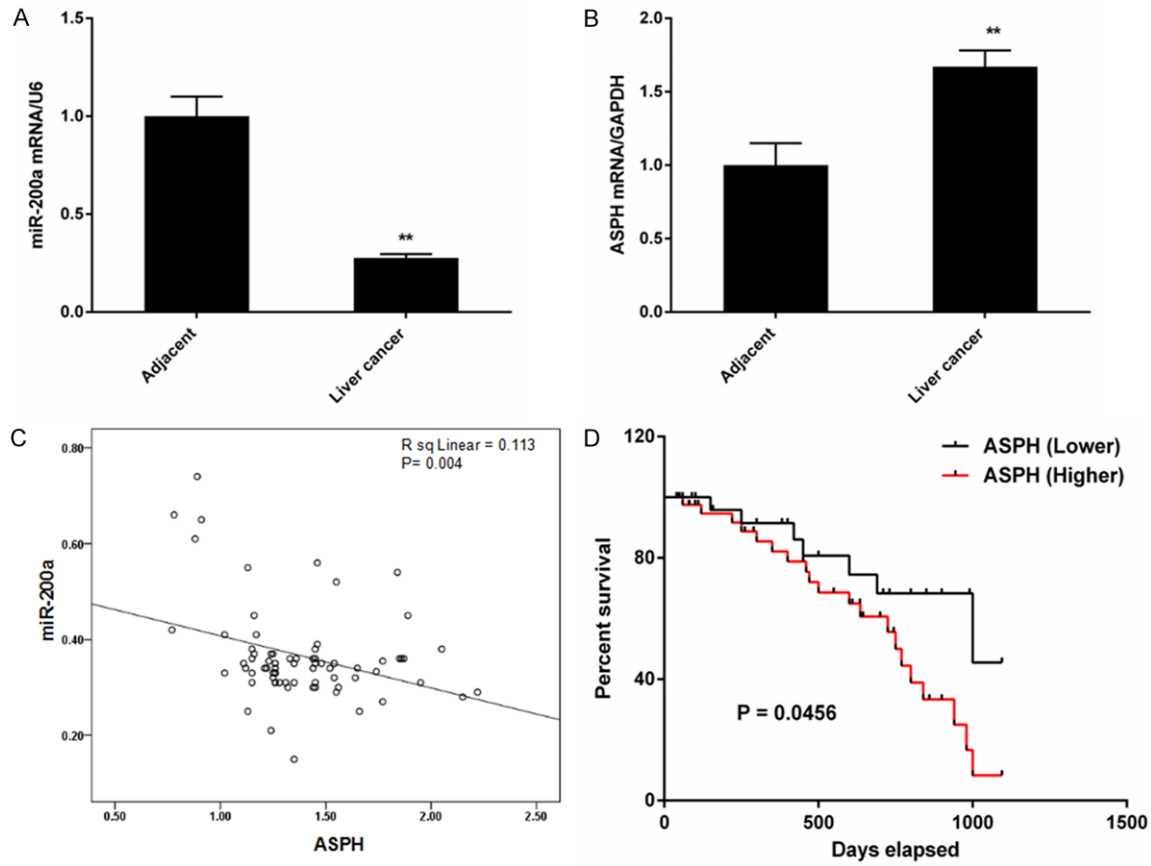 A
miR-200a mRNA/U6
1.5
1.0
0.5
0.0
**
Adjacent
Liver cancer
B
ASPH mRNA/GAPDH
2.0
1.5
1.0
0.5
0.0
**
Adjacent
Liver cancer
C
miR-200a
0.80
0.60
0.40
0.20
R sq Linear = 0.113
P= 0.004
0.50
1.00
1.50
2.00
2.50
ASPH
D
Percent survival
120
80
40
0
ASPH (Lower)
ASPH (Higher)
P = 0.0456
0
500
1000
1500
Days elapsed